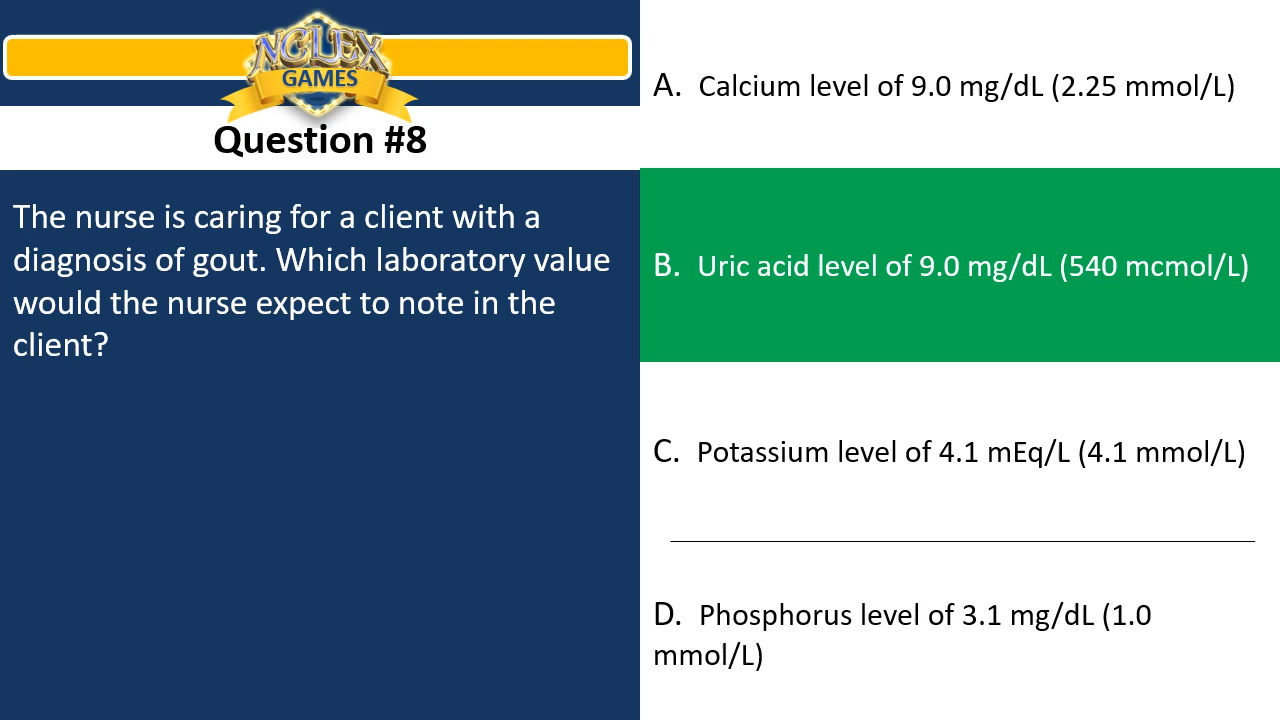 NCLEX
GAMES
Question #8
The nurse is caring for a client with a
diagnosis of gout. Which laboratory value
would the nurse expect to note in the
client?
A. Calcium level of 9.0 mg/dL (2.25 mmol/L)
B. Uric acid level of 9.0 mg/dL (540 mcmol/L)
C. Potassium level of 4.1 mEq/L (4.1 mmol/L)
D. Phosphorus level of 3.1 mg/dL (1.0
mmol/L)